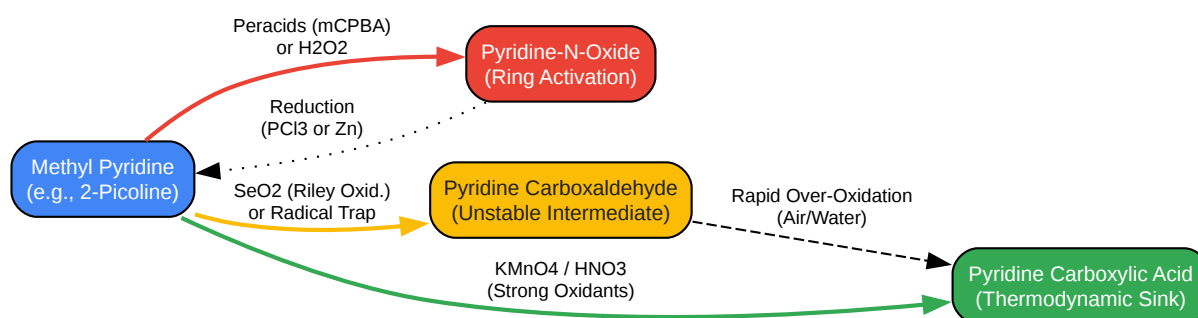 Peracids (mCPBA)
or H2O2
Pyridine-N-Oxide
(Ring Activation)
Reduction
(PCl3 or Zn)
Methyl Pyridine
(e.g., 2-Picoline)
SeO2 (Riley Oxid.)
or Radical Trap
Pyridine Carboxaldehyde
(Unstable Intermediate)
Rapid Over-Oxidation
(Air/Water)
KMnO4 / HNO3
(Strong Oxidants)
Pyridine Carboxylic Acid
(Thermodynamic Sink)